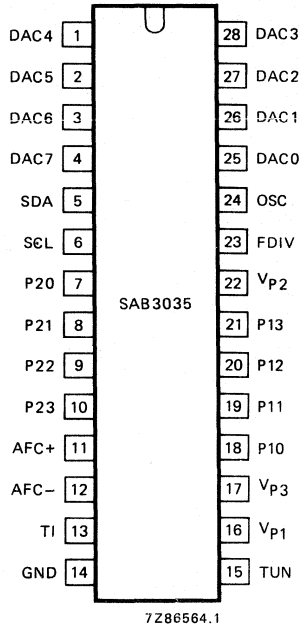 DAC4 1 28 DAC3
DAC5 2 27 DAC2
DAC6 3 26 DAC1
DAC7 4 25 DAC0
SDA 5 24 OSC
SCL 6 23 FDIV
P20 7 22 VP2
SAB3035
P21 8 21 P13
P22 9 20 P12
P23 10 19 P11
AFC+ 11 18 P10
AFC− 12 17 VP3
TI 13 16 VP1
GND 14 15 TUN
7Z86564.1